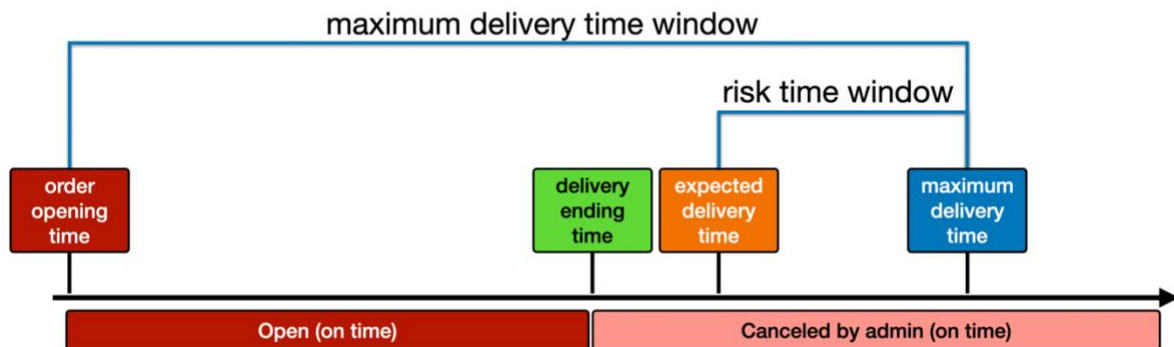 maximum delivery time window
risk time window
order
opening
time
delivery
ending
time
expected
delivery
time
maximum
delivery
time
Open (on time)
Canceled by admin (on time)